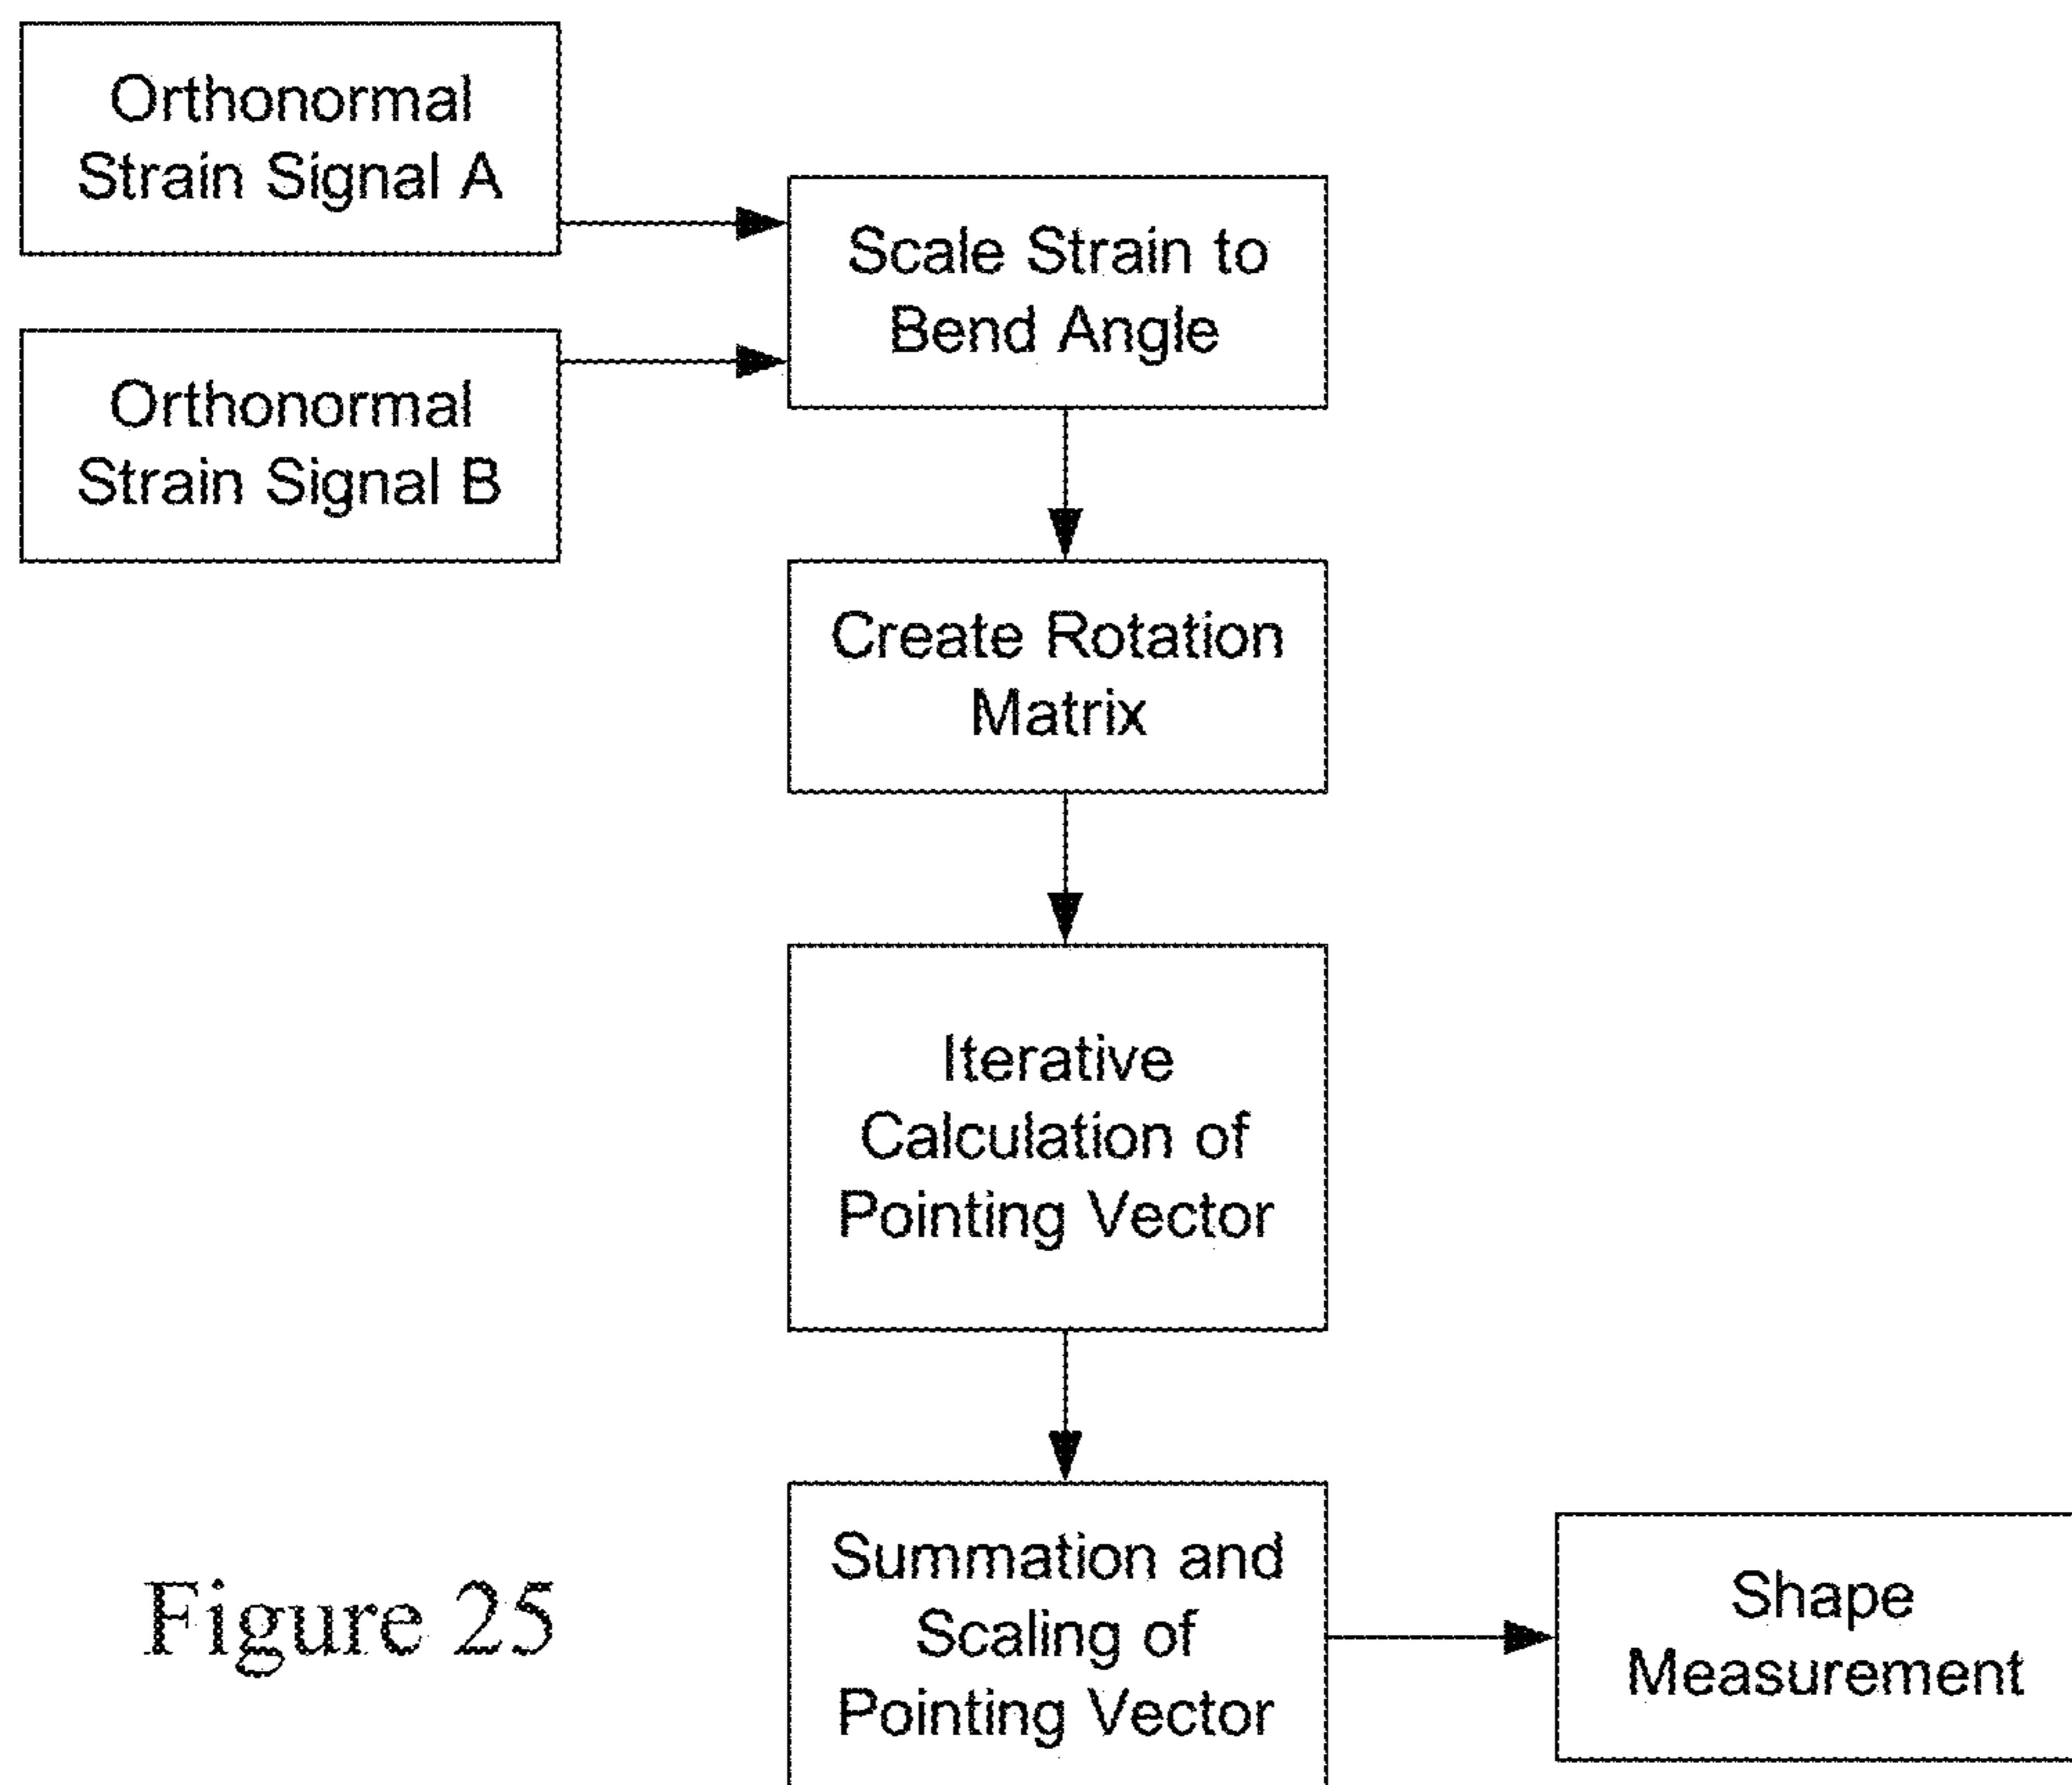 Orthonormal
Strain Signal A
Scale Strain to
Bend Angle
Orthonormal
Strain Signal B
Create Rotation
Matrix
Iterative
Calculation of
Pointing Vector
Summation and
Scaling of
Pointing Vector
Shape
Measurement
Figure 25